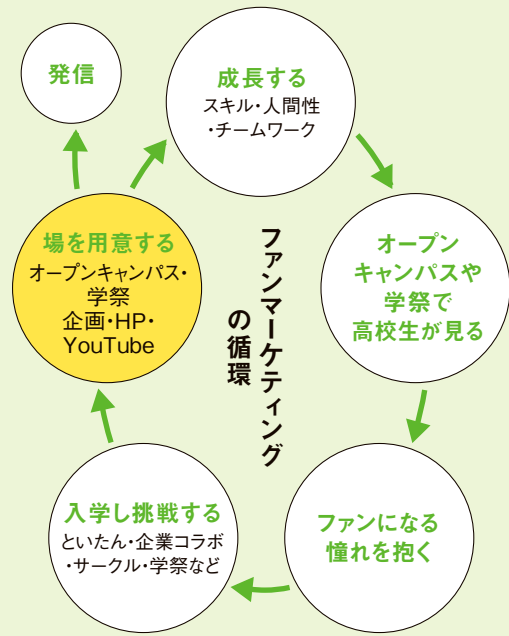 発信
成長する
スキル・人間性
・チームワーク
場を用意する
オープンキャンパス・
学祭
企画・HP・
YouTube
ファンマーケティング
の循環
オープン
キャンパスや
学祭で
高校生が見る
入学し挑戦する
といたん・企業コラボ
・サークル・学祭など
ファンになる
憧れを抱く